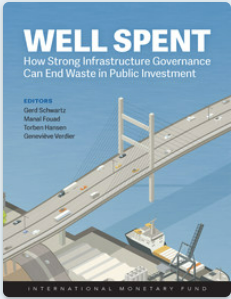 WELL SPENT
How Strong Infrastructure Governance
Can End Waste in Public Investment
EDITORS
Gerd Schwartz
Manal Fouad
Torben Hansen
Geneviève Verdier
INTERNATIONAL MONETARY FUND